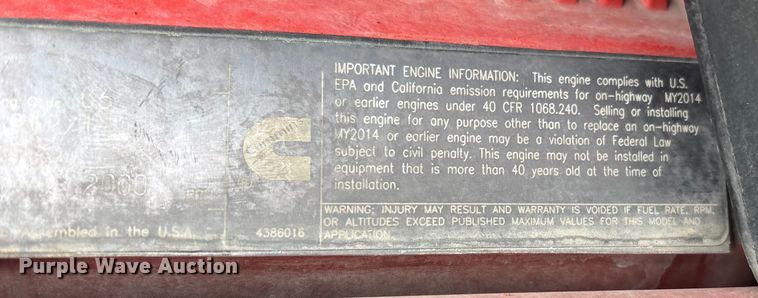 IMPORTANT ENGINE INFORMATION: This engine complies with U.S.
EPA and California emission requirements for on-highway MY2014
or earlier engines under 40 CFR 1068.240. Selling or installing
this engine for any purpose other than to replace an on-highway
MY2014 or earlier engine may be a violation of Federal Law
subject to civil penalty. This engine may not be installed in
equipment that is more than 40 years old at the time of
installation.
2000 RPM
Assembled in the U.S.A.
4386016
WARNING: INJURY MAY RESULT AND WARRANTY IS VOIDED IF FUEL RATE, RPM,
OR ALTITUDES EXCEED PUBLISHED MAXIMUM VALUES FOR THIS MODEL AND
APPLICATION.
Purple Wave Auction